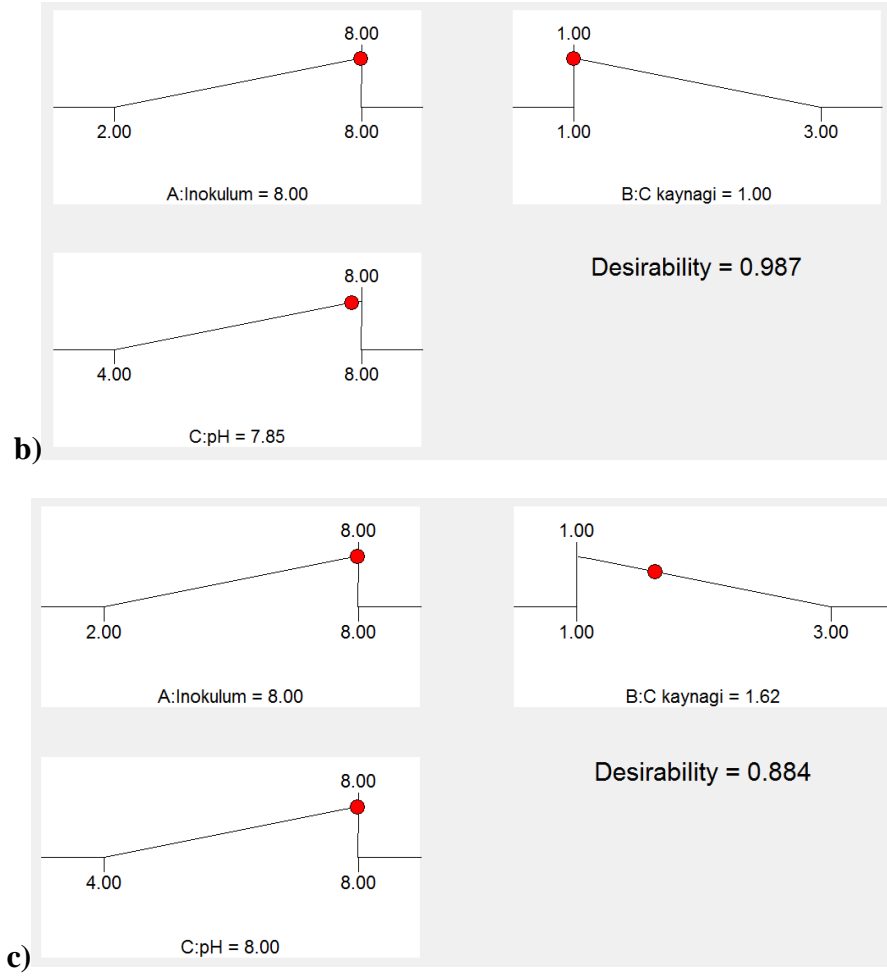 8.00
2.00
8.00
A:Inokulum = 8.00
1.00
1.00
3.00
B:C kaynagi = 1.00
8.00
4.00
8.00
C:pH = 7.85
Desirability = 0.987
b)
8.00
2.00
8.00
A:Inokulum = 8.00
1.00
1.00
3.00
B:C kaynagi = 1.62
8.00
4.00
8.00
C:pH = 8.00
Desirability = 0.884
c)